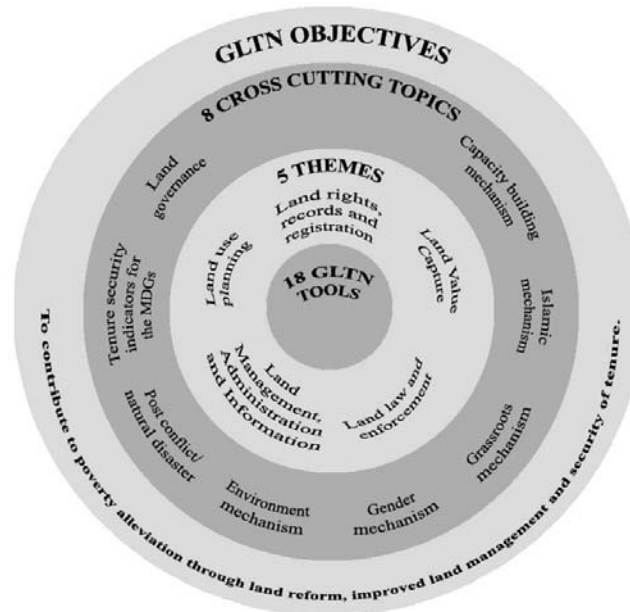 GLTN OBJECTIVES
8 CROSS CUTTING TOPICS
Land
governance
Capacity building
mechanism
5 THEMES
Land rights,
records and
registration
Land use
planning
Land Value
Capture
18 GLTN
TOOLS
Tenure security
indicators for
the MDGs
Islamic
mechanism
Land
Management,
Administration
and Information
Land law and
enforcement
Post conflict/
natural disaster
Grassroots
mechanism
Environment
mechanism
Gender
mechanism
To contribute to poverty alleviation through land reform, improved land management and security of tenure.